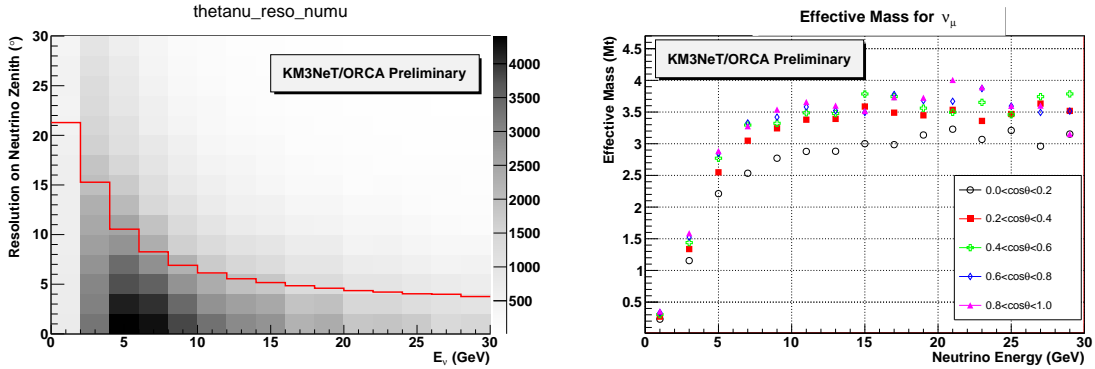 thetanu_reso_numu
Resolution on Neutrino Zenith (°)
30
25
20
15
10
5
0
KM3NeT/ORCA Preliminary
4000
3500
3000
2500
2000
1500
1000
500
0 5 10 15 20 25 30
E_ν (GeV)
Effective Mass for ν_μ
Effective Mass (Mt)
4.5
4
3.5
3
2.5
2
1.5
1
0.5
KM3NeT/ORCA Preliminary
0.0<cosθ<0.2
0.2<cosθ<0.4
0.4<cosθ<0.6
0.6<cosθ<0.8
0.8<cosθ<1.0
0 5 10 15 20 25 30
Neutrino Energy (GeV)